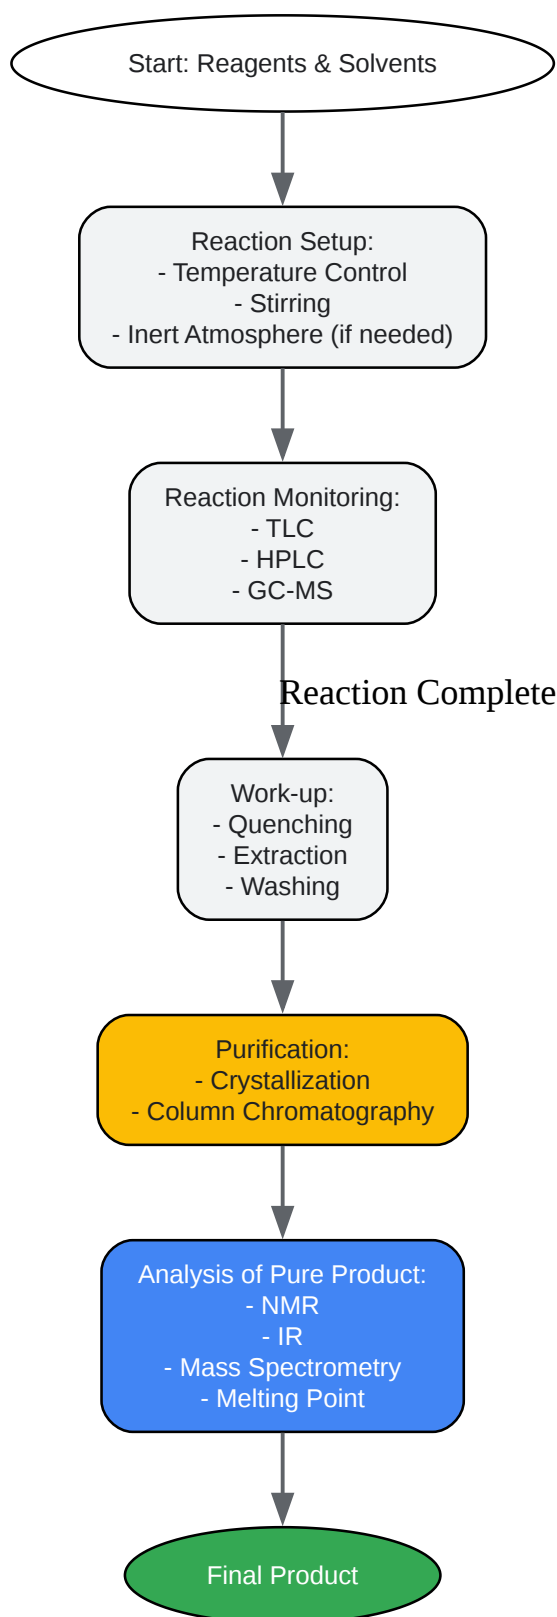 Start: Reagents & Solvents
Reaction Setup:
- Temperature Control
- Stirring
- Inert Atmosphere (if needed)
Reaction Monitoring:
- TLC
- HPLC
- GC-MS
Reaction Complete
Work-up:
- Quenching
- Extraction
- Washing
Purification:
- Crystallization
- Column Chromatography
Analysis of Pure Product:
- NMR
- IR
- Mass Spectrometry
- Melting Point
Final Product